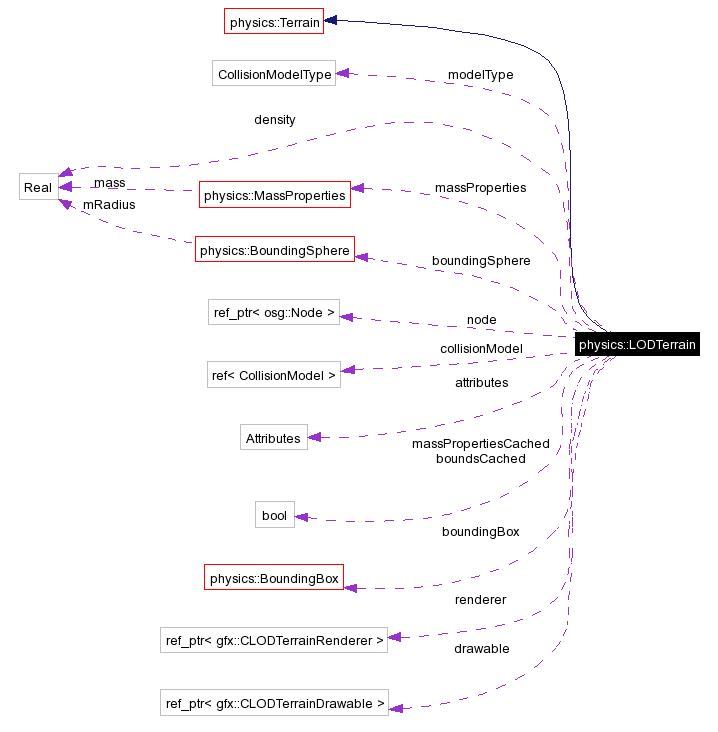 physics::Terrain
CollisionModelType
modelType
density
Real
mass
physics::MassProperties
massProperties
mRadius
physics::BoundingSphere
boundingSphere
ref_ptr< osg::Node >
node
physics::LODTerrain
collisionModel
ref< CollisionModel >
attributes
Attributes
massPropertiesCached
boundsCached
bool
boundingBox
physics::BoundingBox
renderer
ref_ptr< gfx::CLODTerrainRenderer >
drawable
ref_ptr< gfx::CLODTerrainDrawable >